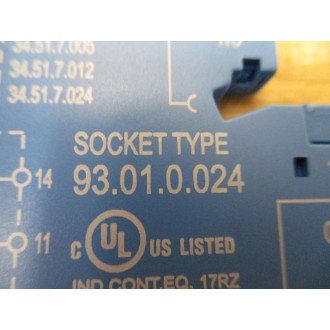 34.51.7.005
34.51.7.012
34.51.7.024
SOCKET TYPE
93.01.0.024
14
11
C UL US LISTED
IND.CONT.EQ. 17RZ